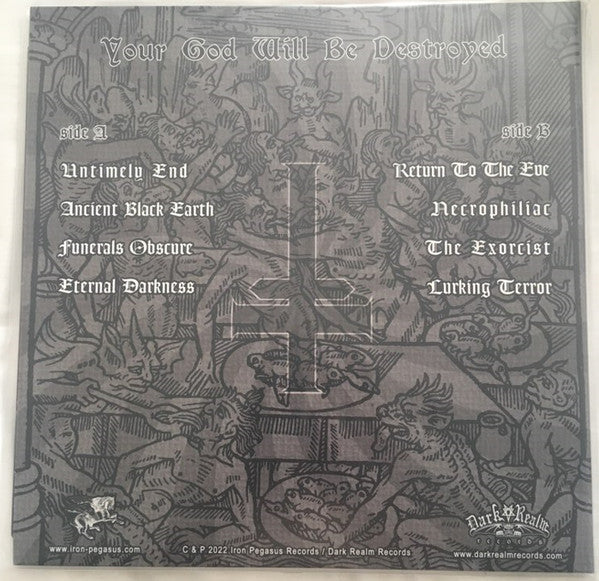 Your God Will Be Destroyed
side A
Untimely End
Ancient Black Earth
Funerals Obscure
Eternal Darkness
side B
Return To The Eve
Necrophiliac
The Exorcist
Lurking Terror
www.iron-pegasus.com
C & P 2022 Iron Pegasus Records / Dark Realm Records
Dark Realm
records
www.darkrealmrecords.com